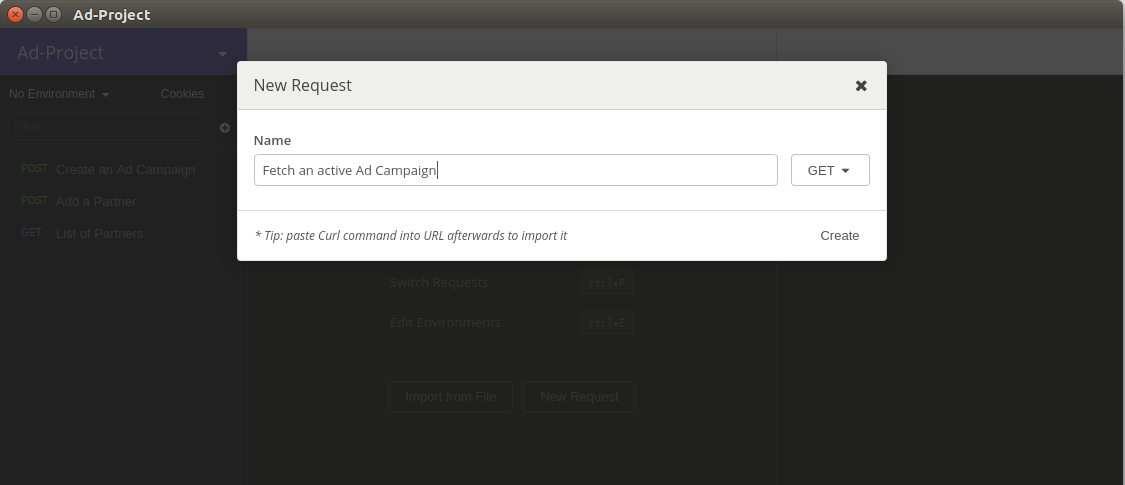 Ad-Project
Ad-Project
No Environment
Cookies
Filter
POST Create an Ad Campaign
POST Add a Partner
GET List of Partners
New Request
Name
Fetch an active Ad Campaign
GET
* Tip: paste Curl command into URL afterwards to import it
Create
Switch Requests ctrl+P
Edit Environments ctrl+E
Import from File
New Request